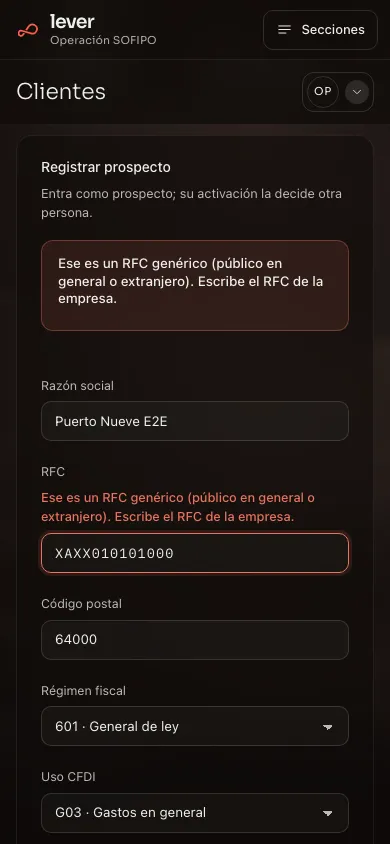 lever
Operación SOFIPO
Secciones
Clientes
OP
Registrar prospecto
Entra como prospecto; su activación la decide otra
persona.
Ese es un RFC genérico (público en
general o extranjero). Escribe el RFC de la
empresa.
Razón social
Puerto Nueve E2E
RFC
Ese es un RFC genérico (público en general o
extranjero). Escribe el RFC de la empresa.
XAXX010101000
Código postal
64000
Régimen fiscal
601 · General de ley
Uso CFDI
G03 · Gastos en general